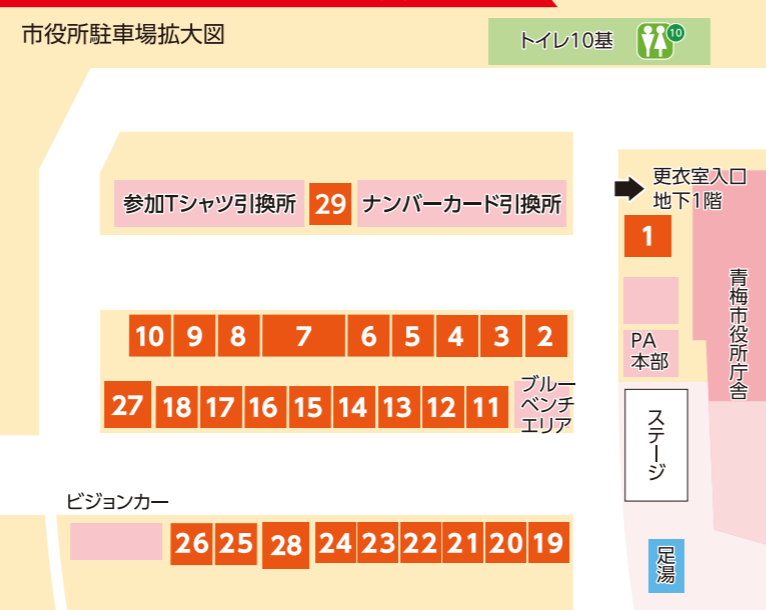 市役所駐車場拡大図
トイレ10基
10
更衣室入口
地下1階
参加Tシャツ引換所
29
ナンバーカード引換所
1
青梅市役所庁舎
10 9 8 7 6 5 4 3 2
PA
本部
27 18 17 16 15 14 13 12 11
ブルー
ベンチ
エリア
ステージ
ビジョンカー
26 25 28 24 23 22 21 20 19
足湯